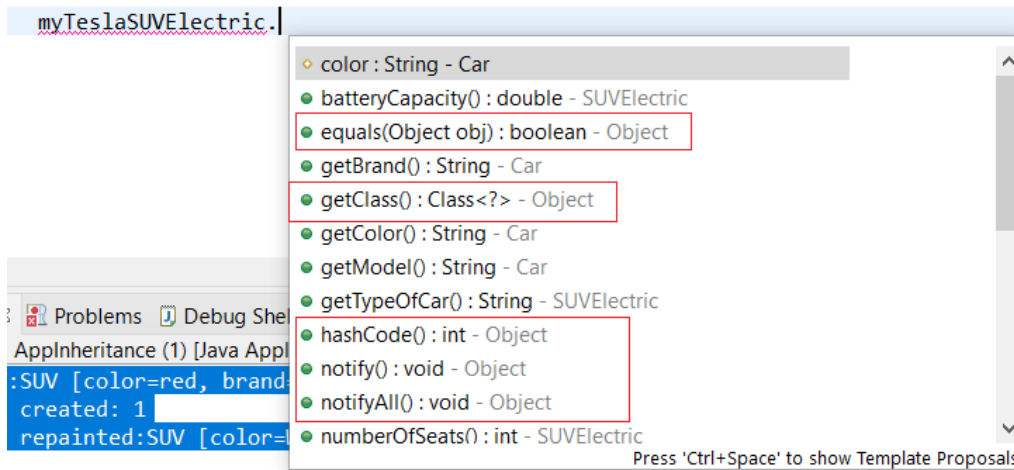 myTeslaSUVElectric.
color : String - Car
batteryCapacity() : double - SUVElectric
equals(Object obj) : boolean - Object
getBrand() : String - Car
getClass() : Class<?> - Object
getColor() : String - Car
getModel() : String - Car
getTypeOfCar() : String - SUVElectric
hashCode() : int - Object
notify() : void - Object
notifyAll() : void - Object
numberOfSeats() : int - SUVElectric
Press 'Ctrl+Space' to show Template Proposals
Problems Debug Shel
AppInheritance (1) [Java Appl
:SUV [color=red, brand=
created: 1
repainted:SUV [color=